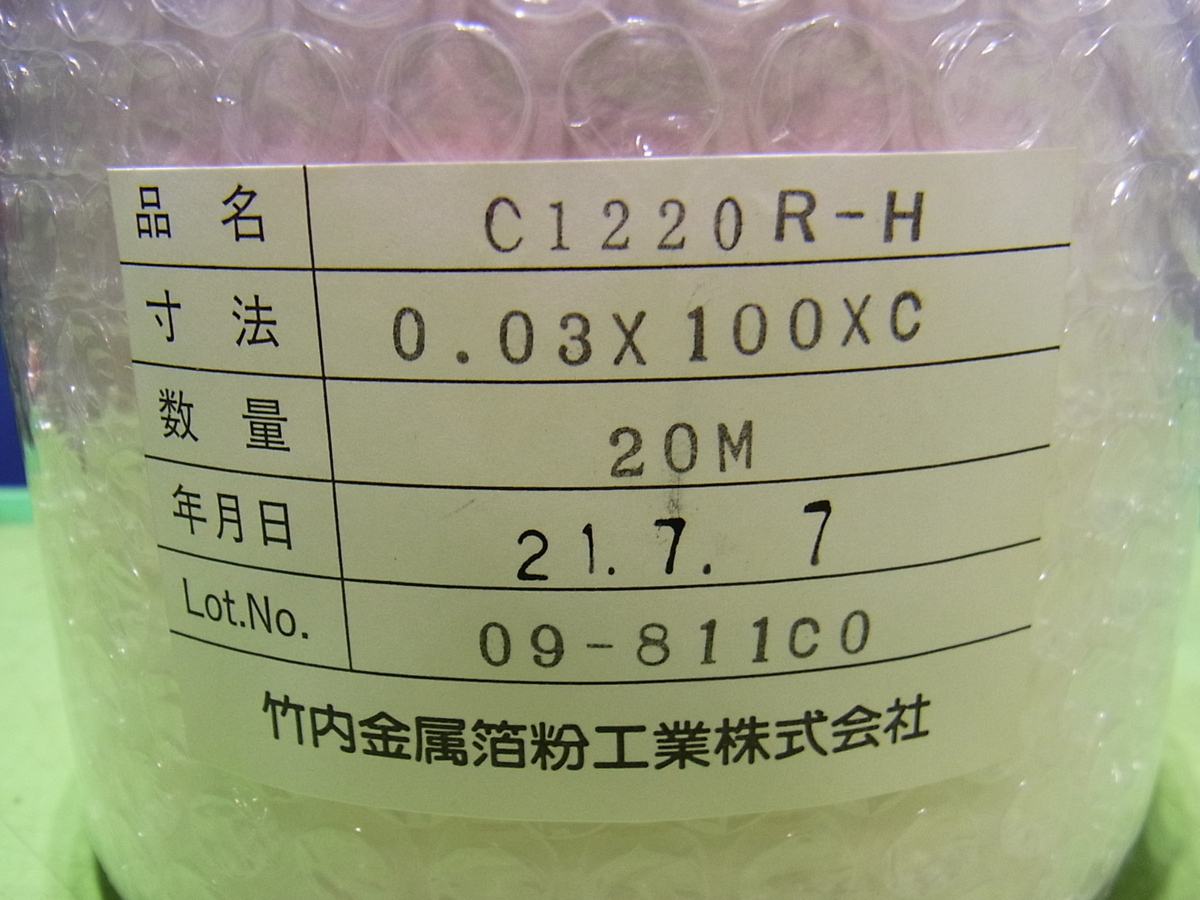 品名 C1220R-H
寸法 0.03X100XC
数量 20M
年月日 21.7. 7
Lot.No. 09-811C0
竹内金属箔粉工業株式会社